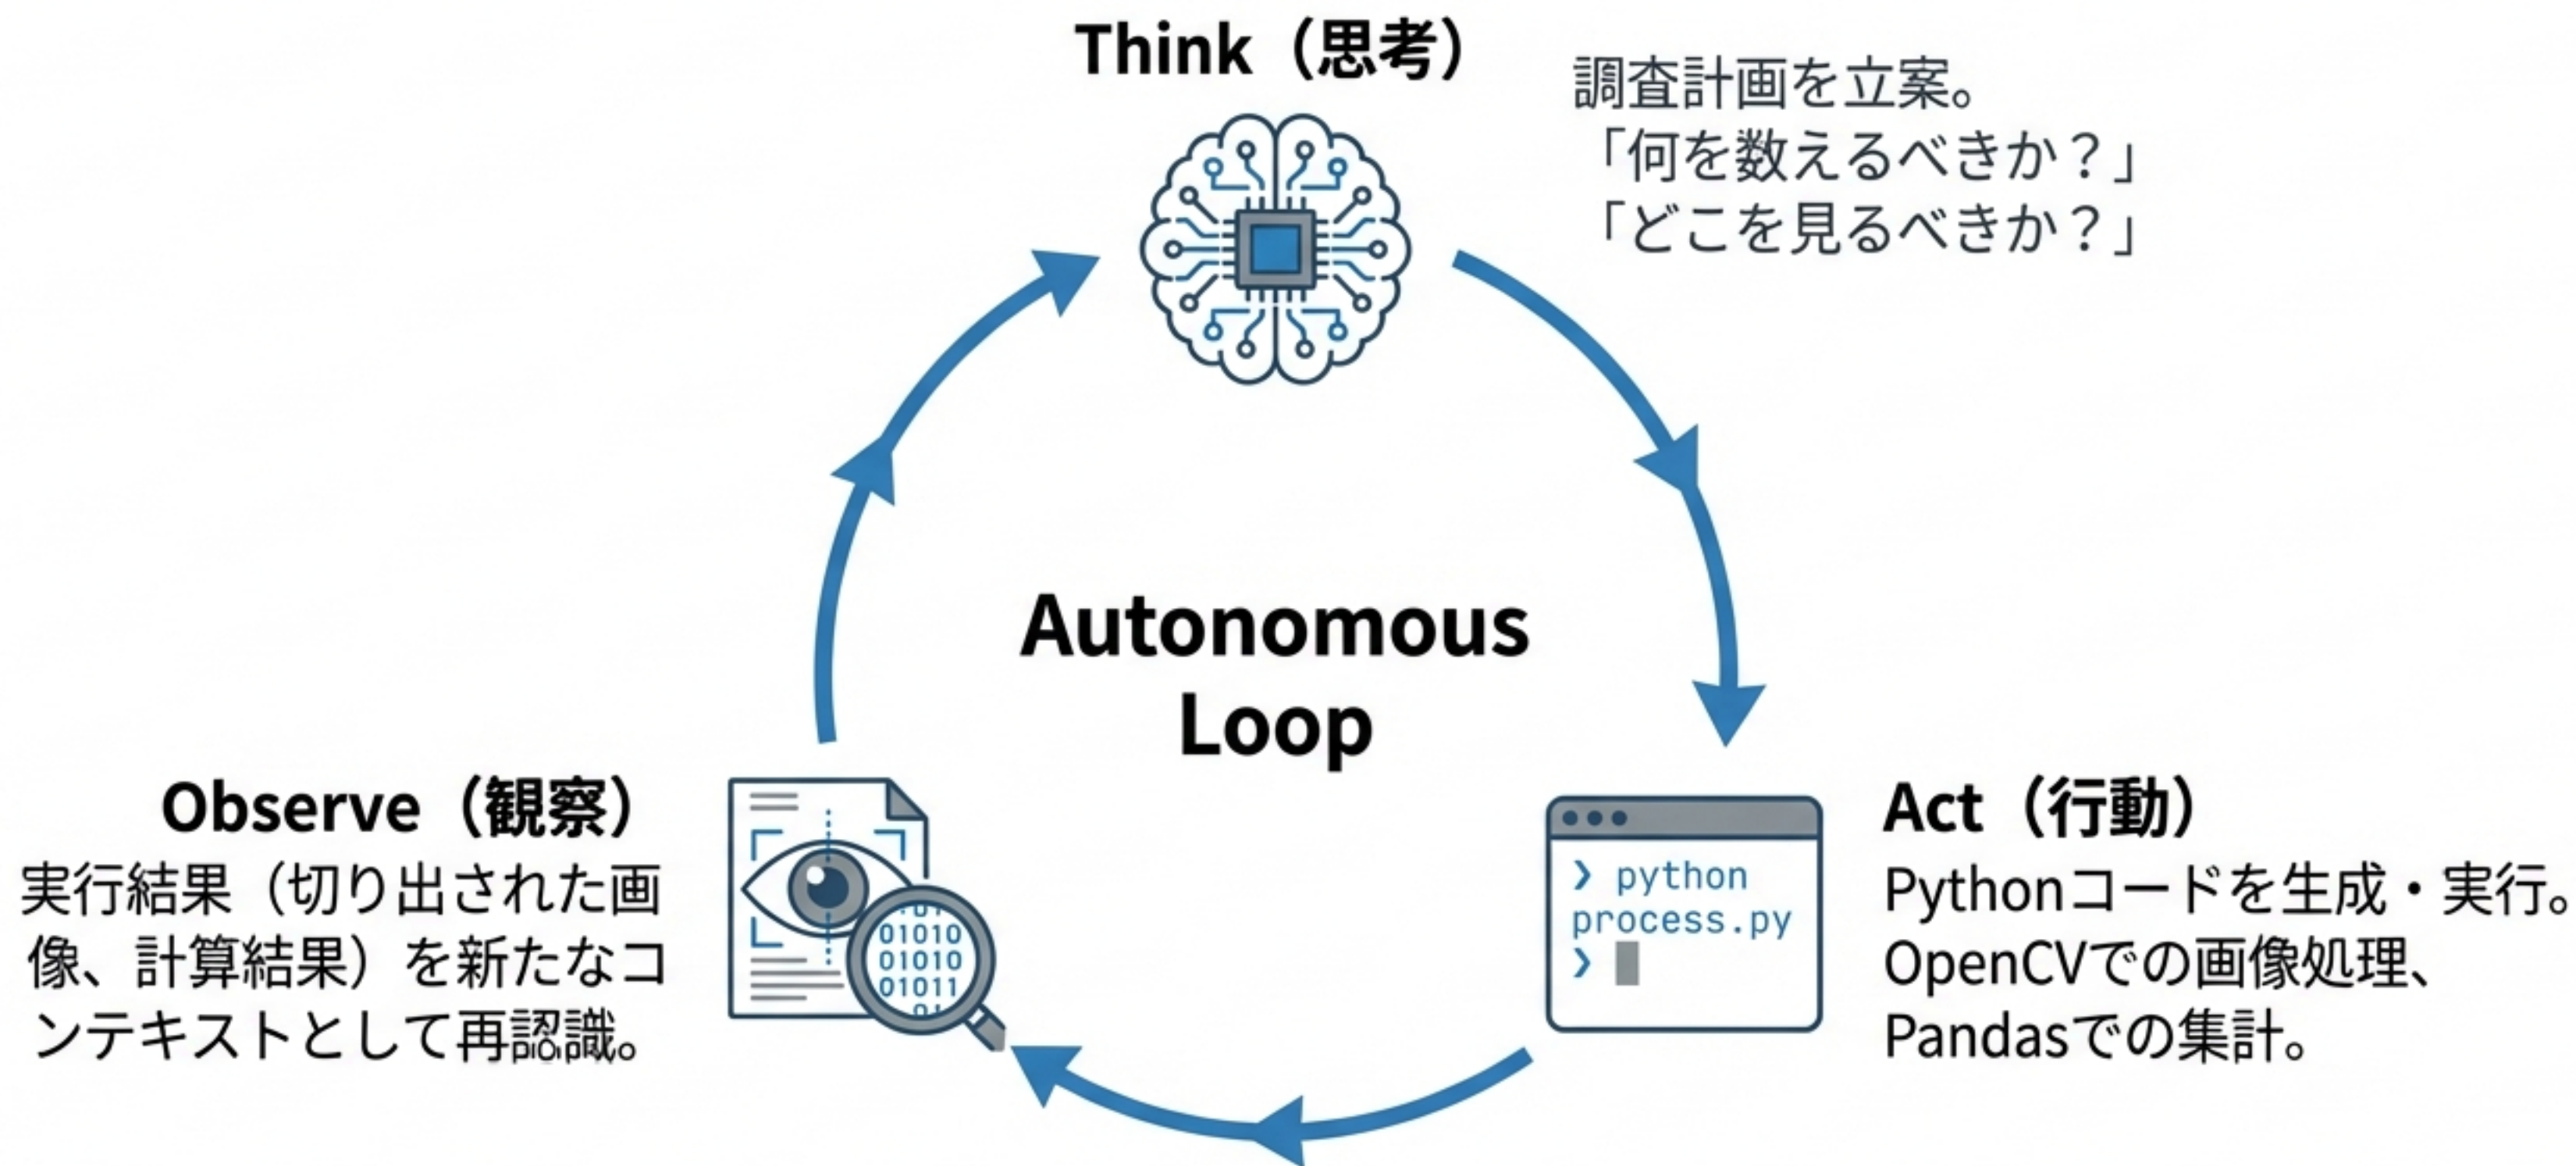 Think（思考）
調査計画を立案。
「何を数えるべきか？」
「どこを見るべきか？」
Autonomous
Loop
Act（行動）
Pythonコードを生成・実行。
OpenCVでの画像処理、
Pandasでの集計。
❯ python
process.py
❯
Observe（観察）
実行結果（切り出された画
像、計算結果）を新たなコ
ンテキストとして再認識。
01010
01010
01011